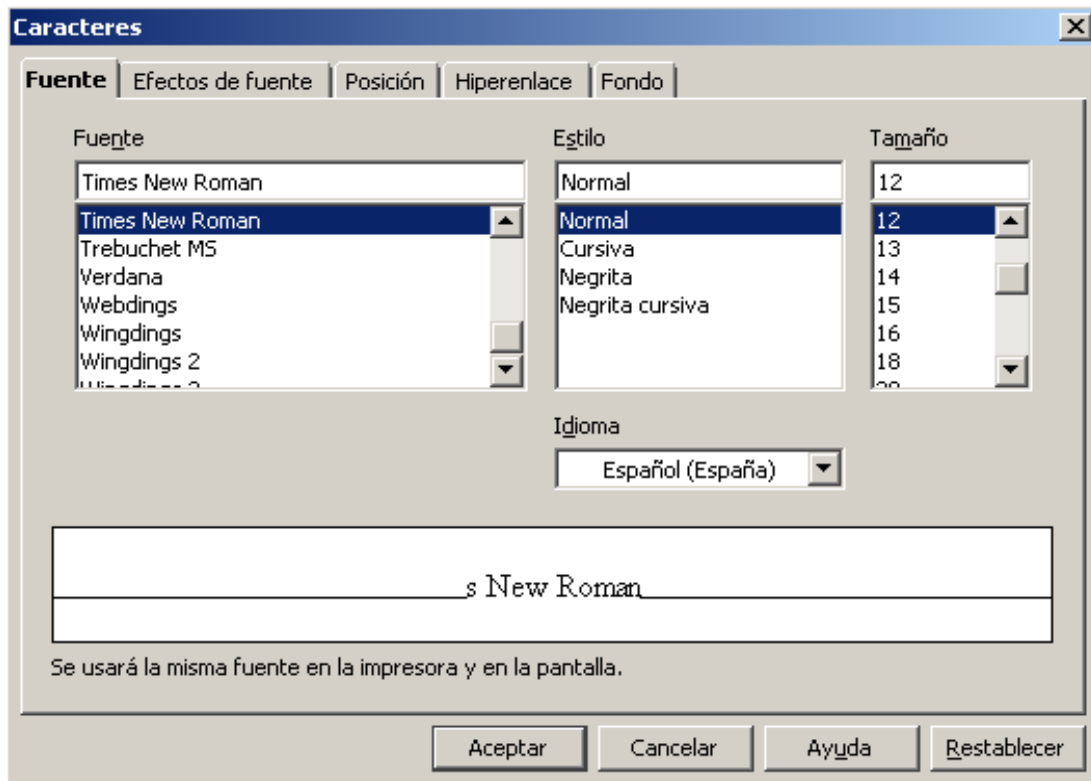 Caracteres
Fuente Efectos de fuente Posición Hiperenlace Fondo
Fuente Estilo Tamaño
Times New Roman Normal 12
Times New Roman Normal 12
Trebuchet MS Cursiva 13
Verdana Negrita 14
Webdings Negrita cursiva 15
Wingdings 16
Wingdings 2 18
Idioma
Español (España)
s New Roman
Se usará la misma fuente en la impresora y en la pantalla.
Aceptar Cancelar Ayuda Restablecer